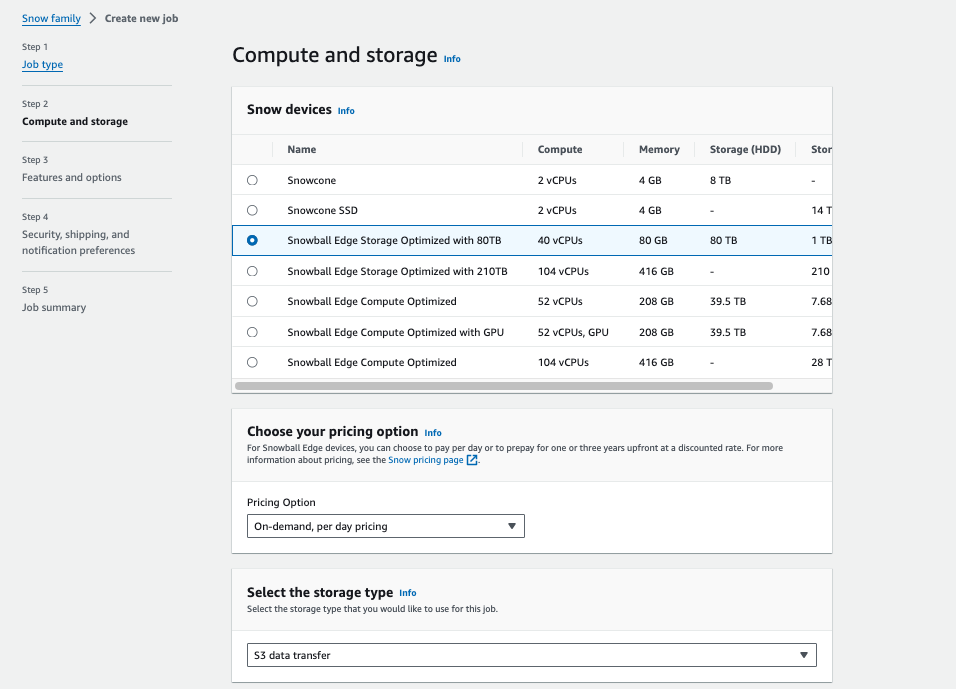 Snow family > Create new job
Step 1
Job type
Step 2
Compute and storage
Step 3
Features and options
Step 4
Security, shipping, and
notification preferences
Step 5
Job summary
Compute and storage Info
Snow devices Info
Name Compute Memory Storage (HDD) Stor
Snowcone 2 vCPUs 4 GB 8 TB -
Snowcone SSD 2 vCPUs 4 GB - 14 T
Snowball Edge Storage Optimized with 80TB 40 vCPUs 80 GB 80 TB 1 TB
Snowball Edge Storage Optimized with 210TB 104 vCPUs 416 GB - 210
Snowball Edge Compute Optimized 52 vCPUs 208 GB 39.5 TB 7.68
Snowball Edge Compute Optimized with GPU 52 vCPUs, GPU 208 GB 39.5 TB 7.68
Snowball Edge Compute Optimized 104 vCPUs 416 GB - 28 T
Choose your pricing option Info
For Snowball Edge devices, you can choose to pay per day or to prepay for one or three years upfront at a discounted rate. For more
information about pricing, see the Snow pricing page.
Pricing Option
On-demand, per day pricing
Select the storage type Info
Select the storage type that you would like to use for this job.
S3 data transfer